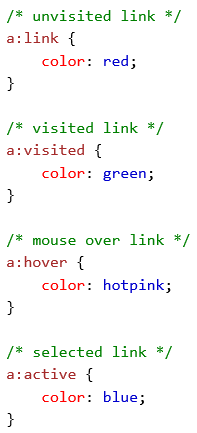 /* unvisited link */
a:link {
    color: red;
}

/* visited link */
a:visited {
    color: green;
}

/* mouse over link */
a:hover {
    color: hotpink;
}

/* selected link */
a:active {
    color: blue;
}